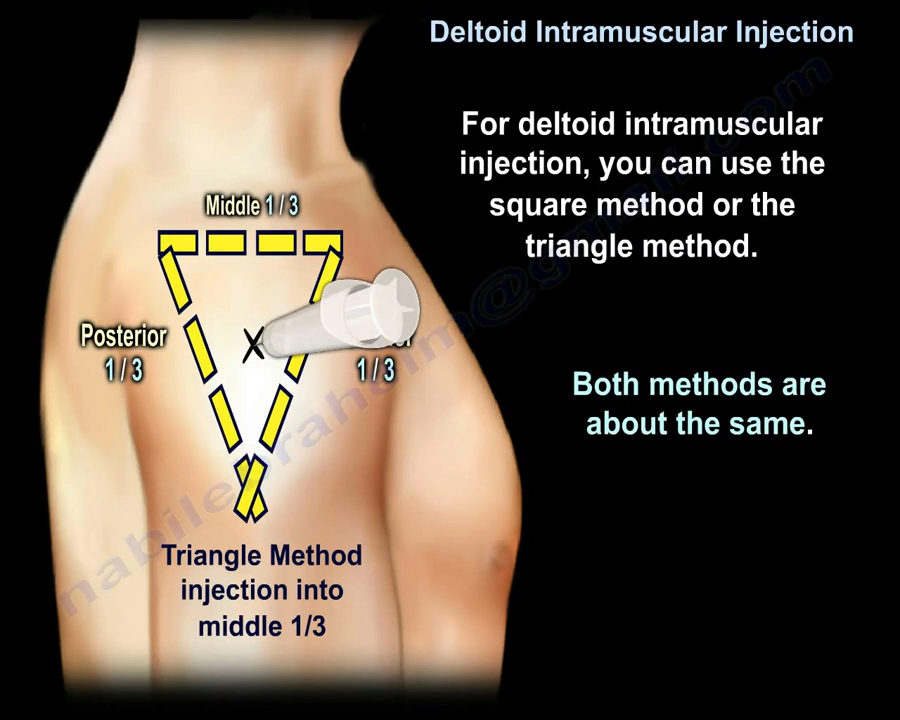 Deltoid Intramuscular Injection
For deltoid intramuscular
injection, you can use the
square method or the
triangle method.
Both methods are
about the same.
Middle 1 / 3
Posterior
1 / 3
1 / 3
Triangle Method
injection into
middle 1/3